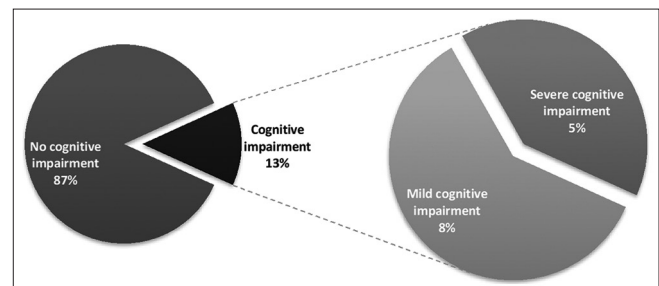 No cognitive
impairment
87%
Cognitive
impairment
13%
Severe cognitive
impairment
5%
Mild cognitive
impairment
8%